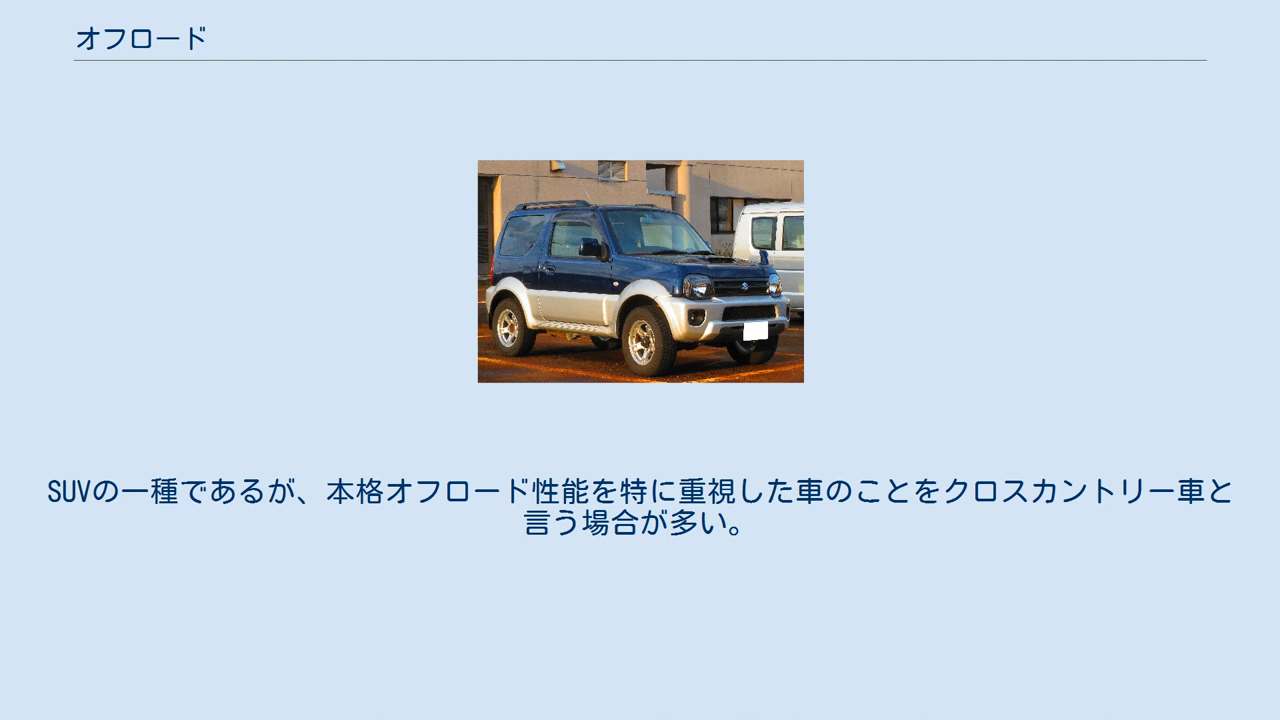 オフロード
SUVの一種であるが、本格オフロード性能を特に重視した車のことをクロスカントリー車と
言う場合が多い。